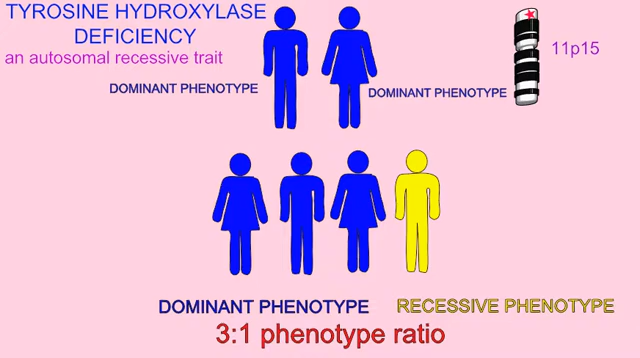 TYROSINE HYDROXYLASE
DEFICIENCY
an autosomal recessive trait
11p15
DOMINANT PHENOTYPE
DOMINANT PHENOTYPE
DOMINANT PHENOTYPE
RECESSIVE PHENOTYPE
3:1 phenotype ratio